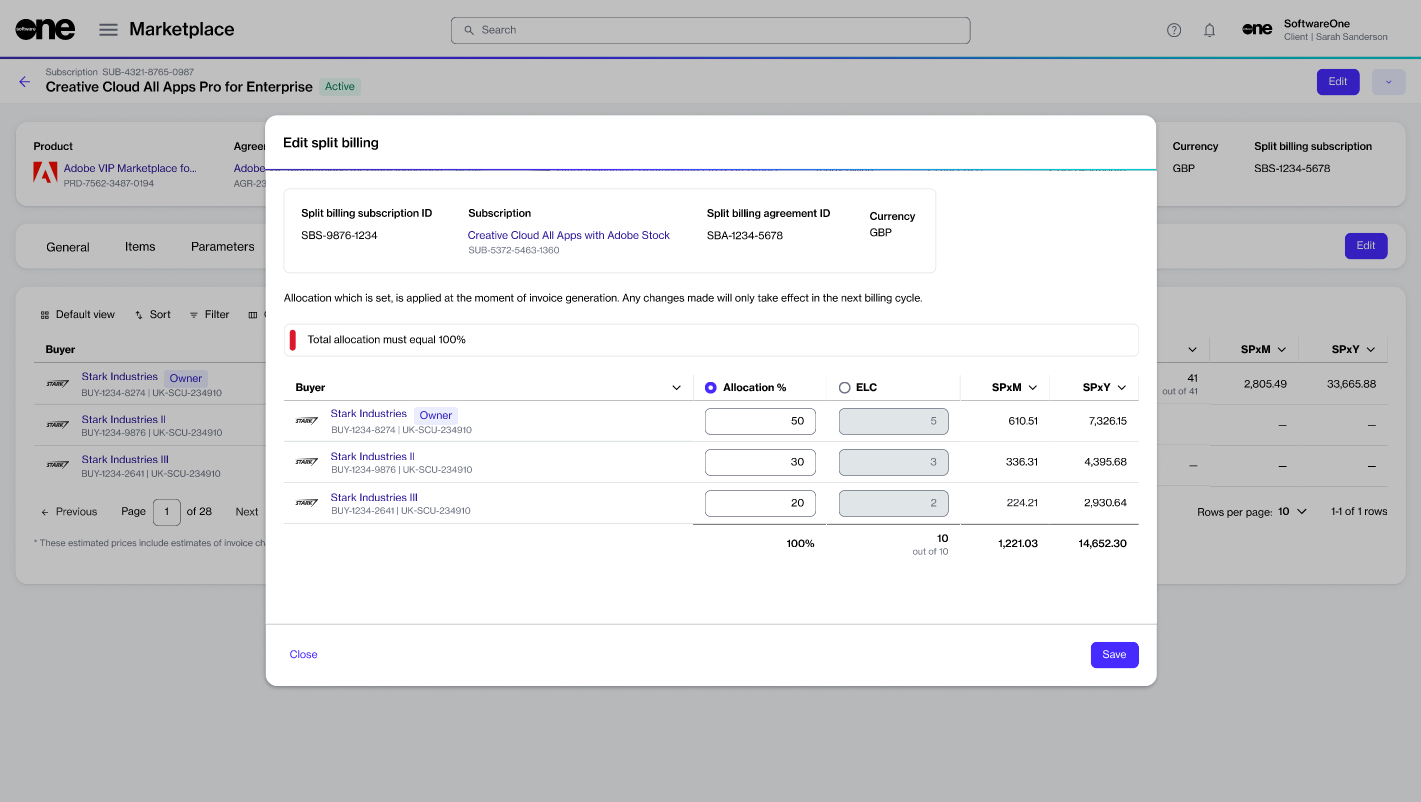 software one
Marketplace
Search
one
SoftwareOne
Client | Sarah Sanderson
Subscription SUB-4321-8765-0987
Creative Cloud All Apps Pro for Enterprise
Active
Edit
Product
Adobe VIP Marketplace fo...
PRD-7562-3487-0194
Agreer
Adobe
AGR-23
Currency
GBP
Split billing subscription
SBS-1234-5678
General
Items
Parameters
Edit
Default view
Sort
Filter
Buyer
SPxM
SPxY
STARK
Stark Industries
Owner
BUY-1234-8274 | UK-SCU-234910
41
out of 41
2,805.49
33,665.88
STARK
Stark Industries II
BUY-1234-9876 | UK-SCU-234910
—
—
STARK
Stark Industries III
BUY-1234-2641 | UK-SCU-234910
—
—
—
Previous
Page
1
of 28
Next
Rows per page: 10
1-1 of 1 rows
* These estimated prices include estimates of invoice ch
Edit split billing
Split billing subscription ID
SBS-9876-1234
Subscription
Creative Cloud All Apps with Adobe Stock
SUB-5372-5463-1360
Split billing agreement ID
SBA-1234-5678
Currency
GBP
Allocation which is set, is applied at the moment of invoice generation. Any changes made will only take effect in the next billing cycle.
Total allocation must equal 100%
Buyer
Allocation %
ELC
SPxM
SPxY
STARK
Stark Industries
Owner
BUY-1234-8274 | UK-SCU-234910
50
5
610.51
7,326.15
STARK
Stark Industries II
BUY-1234-9876 | UK-SCU-234910
30
3
336.31
4,395.68
STARK
Stark Industries III
BUY-1234-2641 | UK-SCU-234910
20
2
224.21
2,930.64
100%
10
out of 10
1,221.03
14,652.30
Close
Save